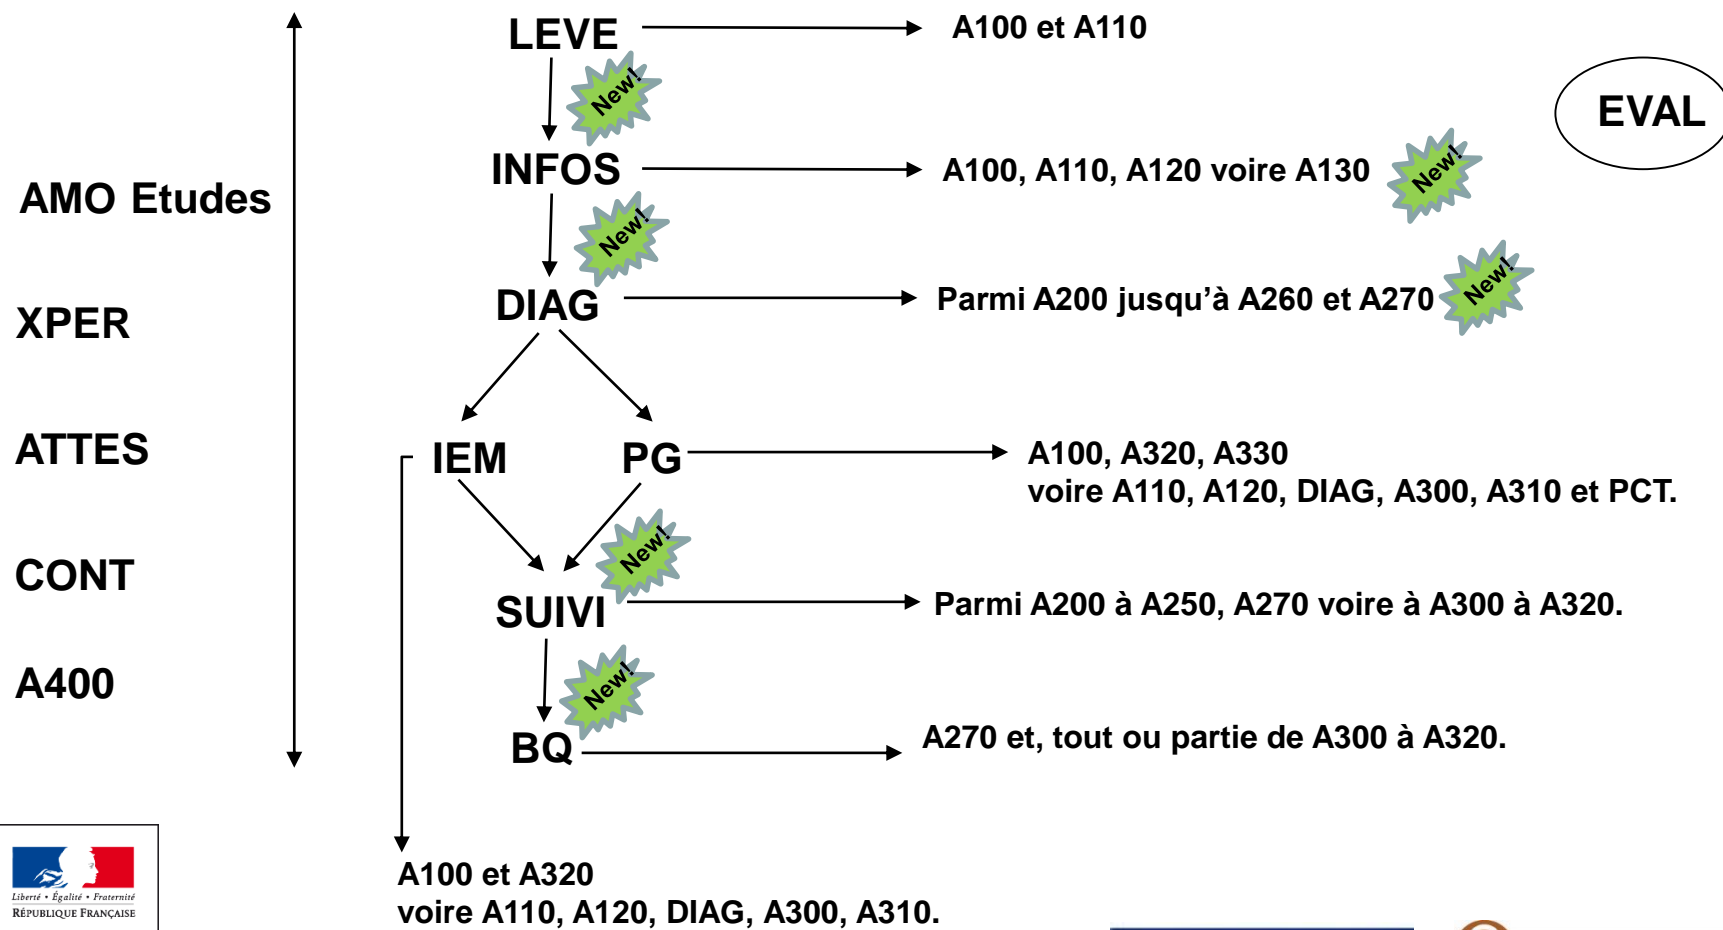 LEVE
A100 et A110
New!
EVAL
INFOS
A100, A110, A120 voire A130
New!
AMO Etudes
New!
DIAG
Parmi A200 jusqu’à A260 et A270
New!
XPER
ATTES
IEM
PG
A100, A320, A330
voire A110, A120, DIAG, A300, A310 et PCT.
New!
CONT
SUIVI
Parmi A200 à A250, A270 voire à A300 à A320.
A400
New!
BQ
A270 et, tout ou partie de A300 à A320.
A100 et A320
voire A110, A120, DIAG, A300, A310.
Liberté • Égalité • Fraternité
RÉPUBLIQUE FRANÇAISE